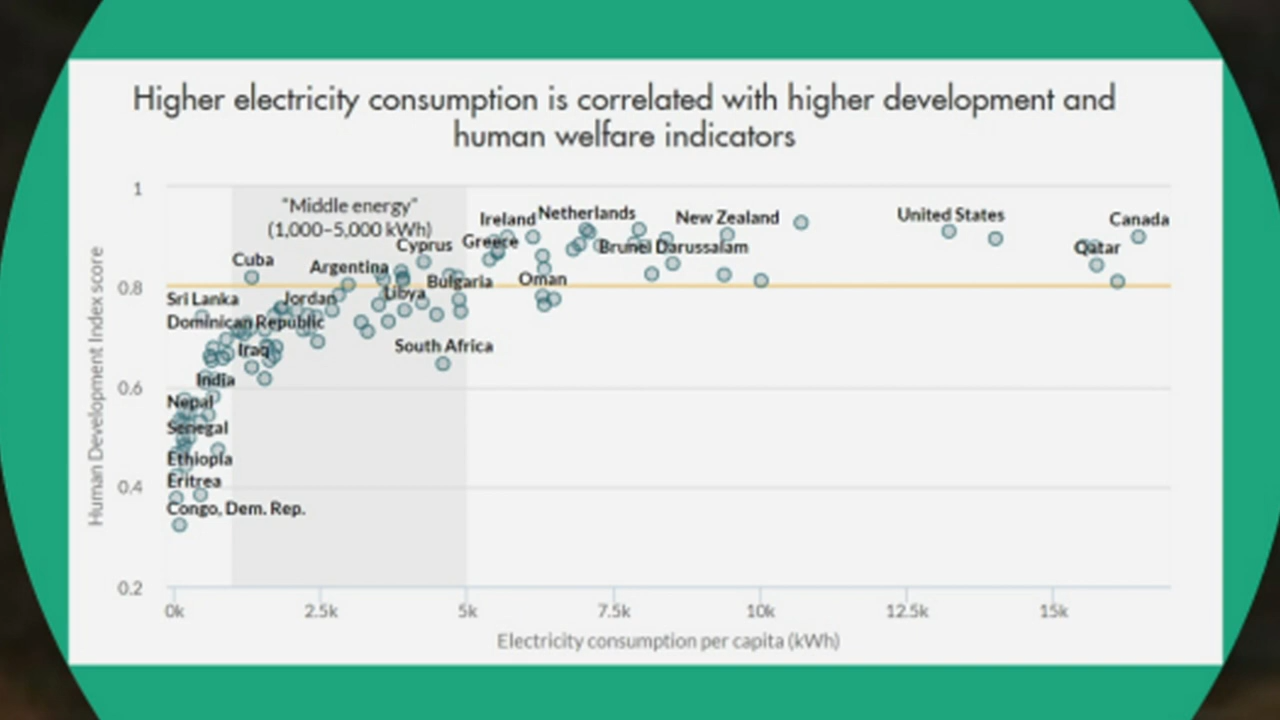 Higher electricity consumption is correlated with higher development and
human welfare indicators
Human Development Index score
1
0.8
0.6
0.4
0.2
"Middle energy"
(1,000–5,000 kWh)
Ireland
Netherlands
New Zealand
United States
Canada
Cyprus
Greece
Brunei Darussalam
Qatar
Cuba
Argentina
Bulgaria
Oman
Sri Lanka
Jordan
Libya
Dominican Republic
Iraq
South Africa
India
Nepal
Senegal
Ethiopia
Eritrea
Congo, Dem. Rep.
0k
2.5k
5k
7.5k
10k
12.5k
15k
Electricity consumption per capita (kWh)